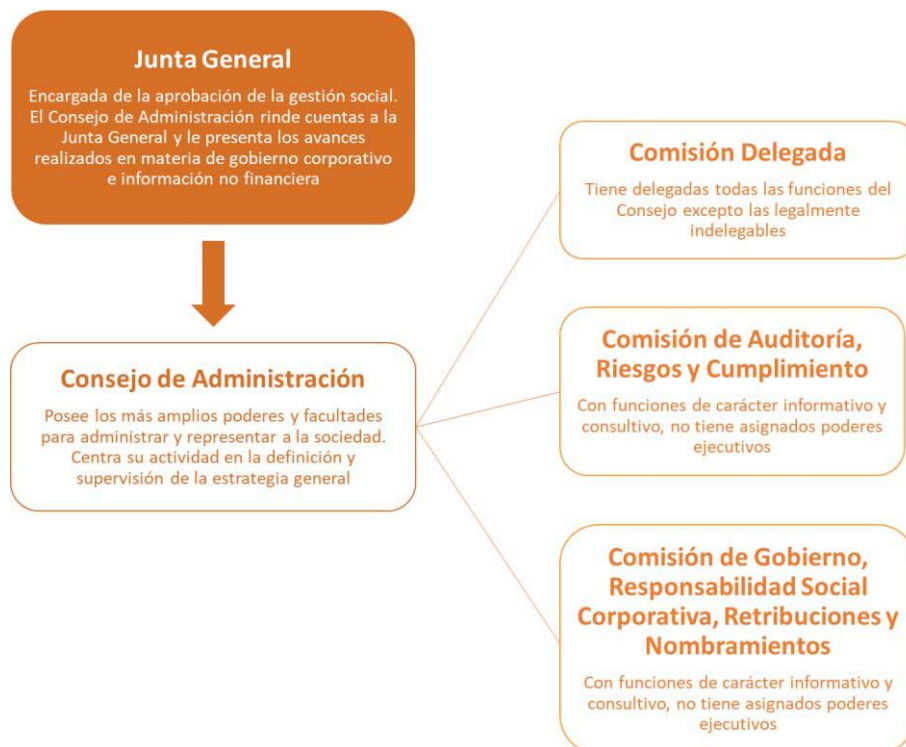 Junta General
Encargada de la aprobación de la gestión social.
El Consejo de Administración rinde cuentas a la
Junta General y le presenta los avances
realizados en materia de gobierno corporativo
e información no financiera
Consejo de Administración
Posee los más amplios poderes y facultades
para administrar y representar a la sociedad.
Centra su actividad en la definición y
supervisión de la estrategia general
Comisión Delegada
Tiene delegadas todas las funciones del
Consejo excepto las legalmente
indelegables
Comisión de Auditoría,
Riesgos y Cumplimiento
Con funciones de carácter informativo y
consultivo, no tiene asignados poderes
ejecutivos
Comisión de Gobierno,
Responsabilidad Social
Corporativa, Retribuciones y
Nombramientos
Con funciones de carácter informativo y
consultivo, no tiene asignados poderes
ejecutivos